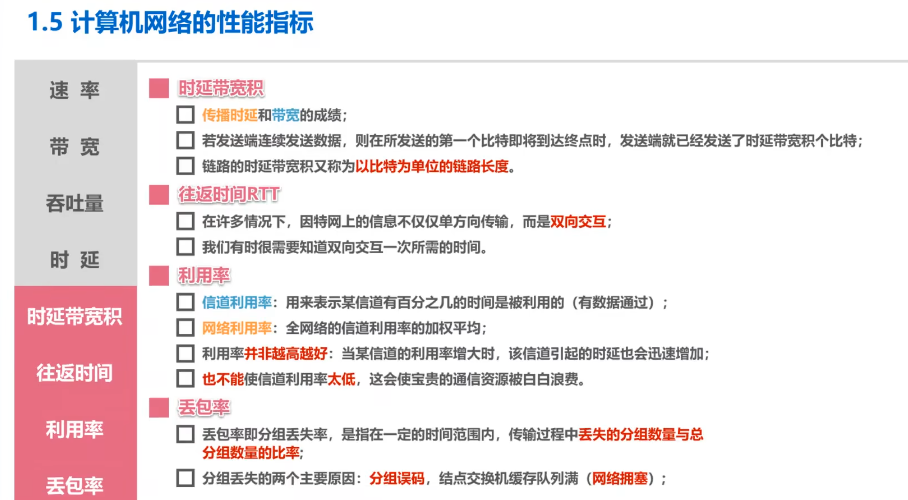 1.5 计算机网络的性能指标
速 率
带 宽
吞吐量
时 延
时延带宽积
往返时间
利用率
丢包率
时延带宽积
传播时延和带宽的成绩；
若发送端连续发送数据，则在所发送的第一个比特即将到达终点时，发送端就已经发送了时延带宽积个比特；
链路的时延带宽积又称为以比特为单位的链路长度。
往返时间RTT
在许多情况下，因特网上的信息不仅仅单方向传输，而是双向交互；
我们有时很需要知道双向交互一次所需的时间。
利用率
信道利用率：用来表示某信道有百分之几的时间是被利用的（有数据通过）；
网络利用率：全网络的信道利用率的加权平均；
利用率并非越高越好：当某信道的利用率增大时，该信道引起的时延也会迅速增加；
也不能使信道利用率太低，这会使宝贵的通信资源被白白浪费。
丢包率
丢包率即分组丢失率，是指在一定的时间范围内，传输过程中丢失的分组数量与总
分组数量的比率；
分组丢失的两个主要原因：分组误码，结点交换机缓存队列满（网络拥塞）；